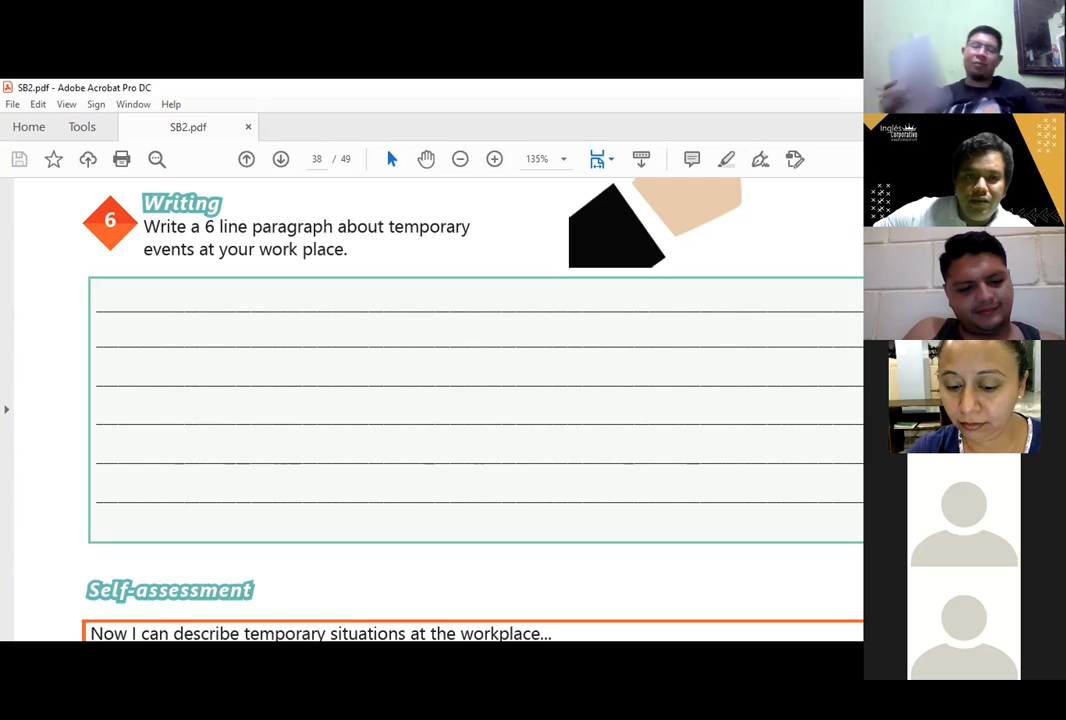 SB2.pdf - Adobe Acrobat Pro DC
File Edit View Sign Window Help
Home Tools SB2.pdf ×
38 / 49 135%
6 Writing
Write a 6 line paragraph about temporary
events at your work place.
Self-assessment
Now I can describe temporary situations at the workplace...
Inglés
Corporativo